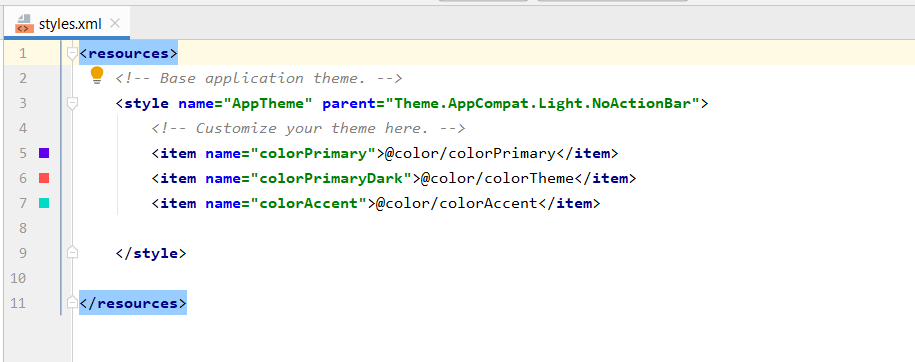 styles.xml
1 <resources>
2 <!-- Base application theme. -->
3 <style name="AppTheme" parent="Theme.AppCompat.Light.NoActionBar">
4 <!-- Customize your theme here. -->
5 <item name="colorPrimary">@color/colorPrimary</item>
6 <item name="colorPrimaryDark">@color/colorTheme</item>
7 <item name="colorAccent">@color/colorAccent</item>
8
9 </style>
10
11 </resources>